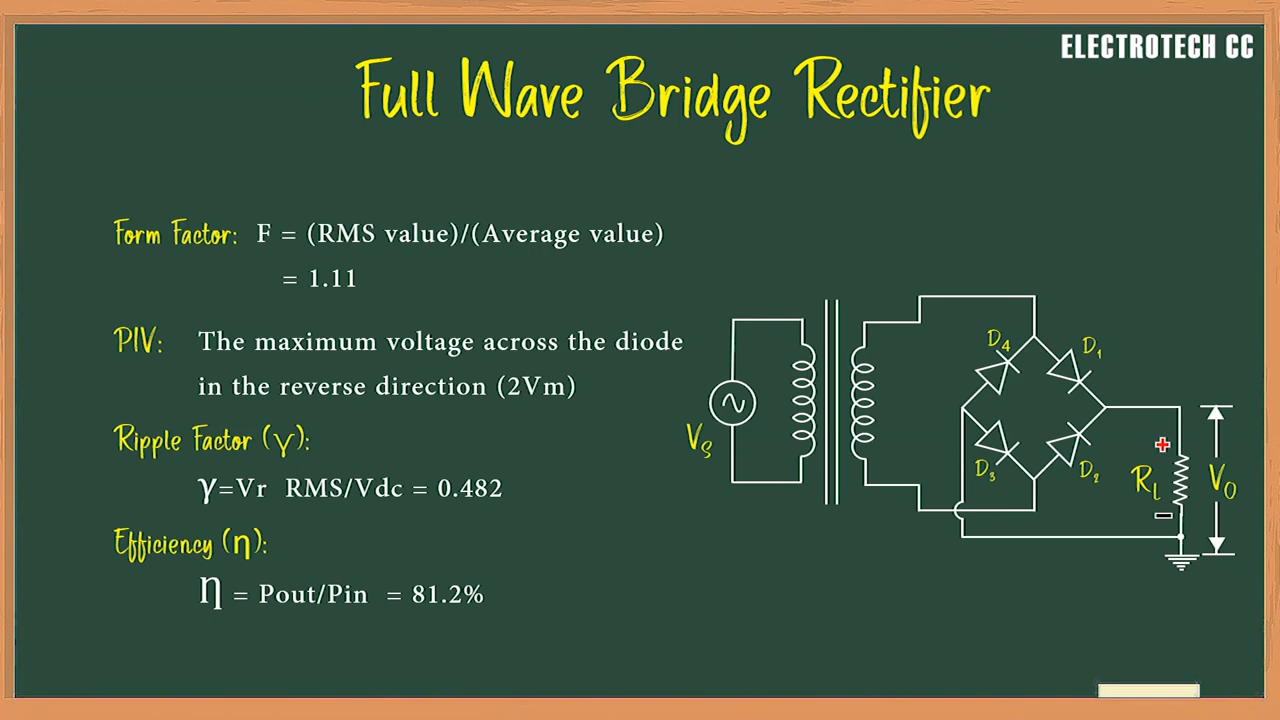 ELECTROTECH CC
Full Wave Bridge Rectifier
Form Factor: F = (RMS value)/(Average value)
= 1.11
PIV: The maximum voltage across the diode
in the reverse direction (2Vm)
Ripple Factor (γ):
γ=Vr RMS/Vdc = 0.482
Efficiency (η):
η = Pout/Pin = 81.2%
D4
D1
VS
+
D3
D2
RL
VO
−